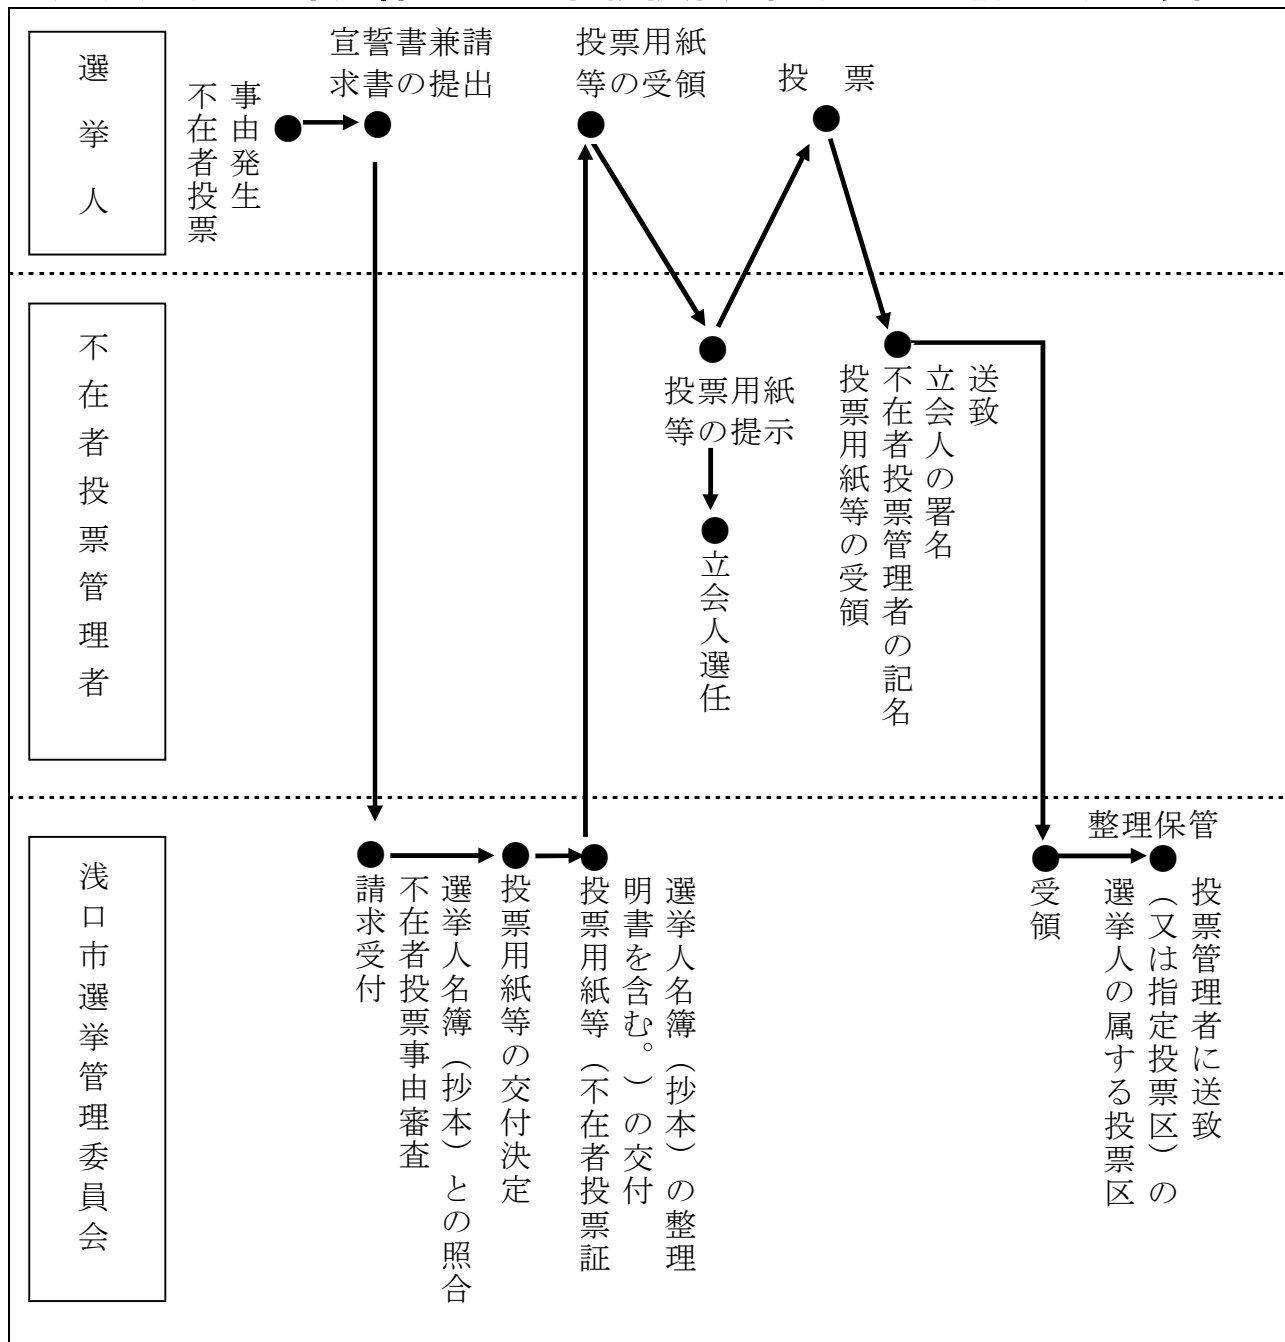 選挙人
不在者投票
事由発生
宣誓書兼請
求書の提出
投票用紙
等の受領
投票
不在者投票管理者
投票用紙
等の提示
立会人選任
投票用紙等の受領
不在者投票管理者の記名
立会人の署名
送致
浅口市選挙管理委員会
請求受付
不在者投票事由審査
選挙人名簿（抄本）との照合
投票用紙等の交付決定
投票用紙等（不在者投票証
明書を含む。）の交付
選挙人名簿（抄本）の整理
受領
整理保管
選挙人の属する投票区
（又は指定投票区）の
投票管理者に送致